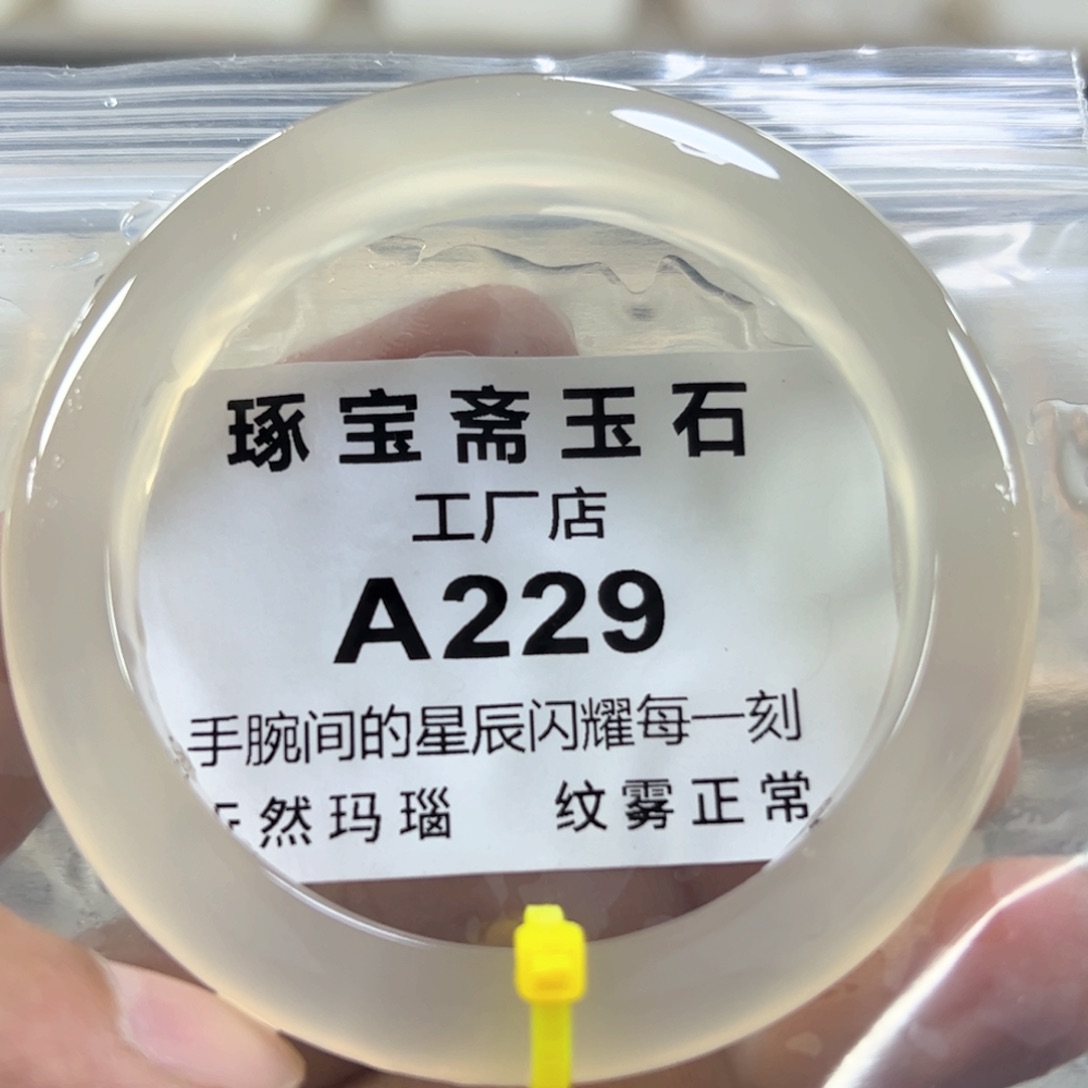 琢宝斋玉石
工厂店
A229
手腕间的星辰闪耀每一刻
天然玛瑙 纹雾正常